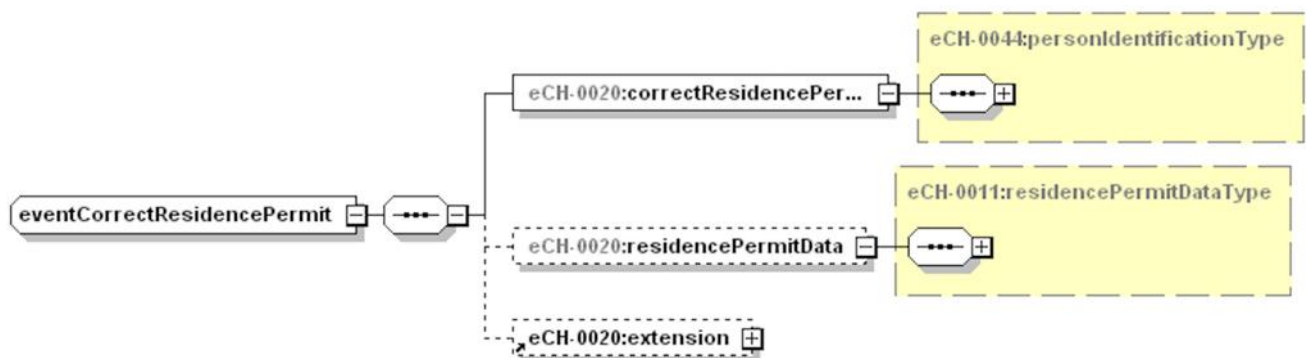 eCH-0044:personIdentificationType
eCH-0020:correctResidencePer...
eventCorrectResidencePermit
eCH-0011:residencePermitDataType
eCH-0020:residencePermitData
eCH-0020:extension